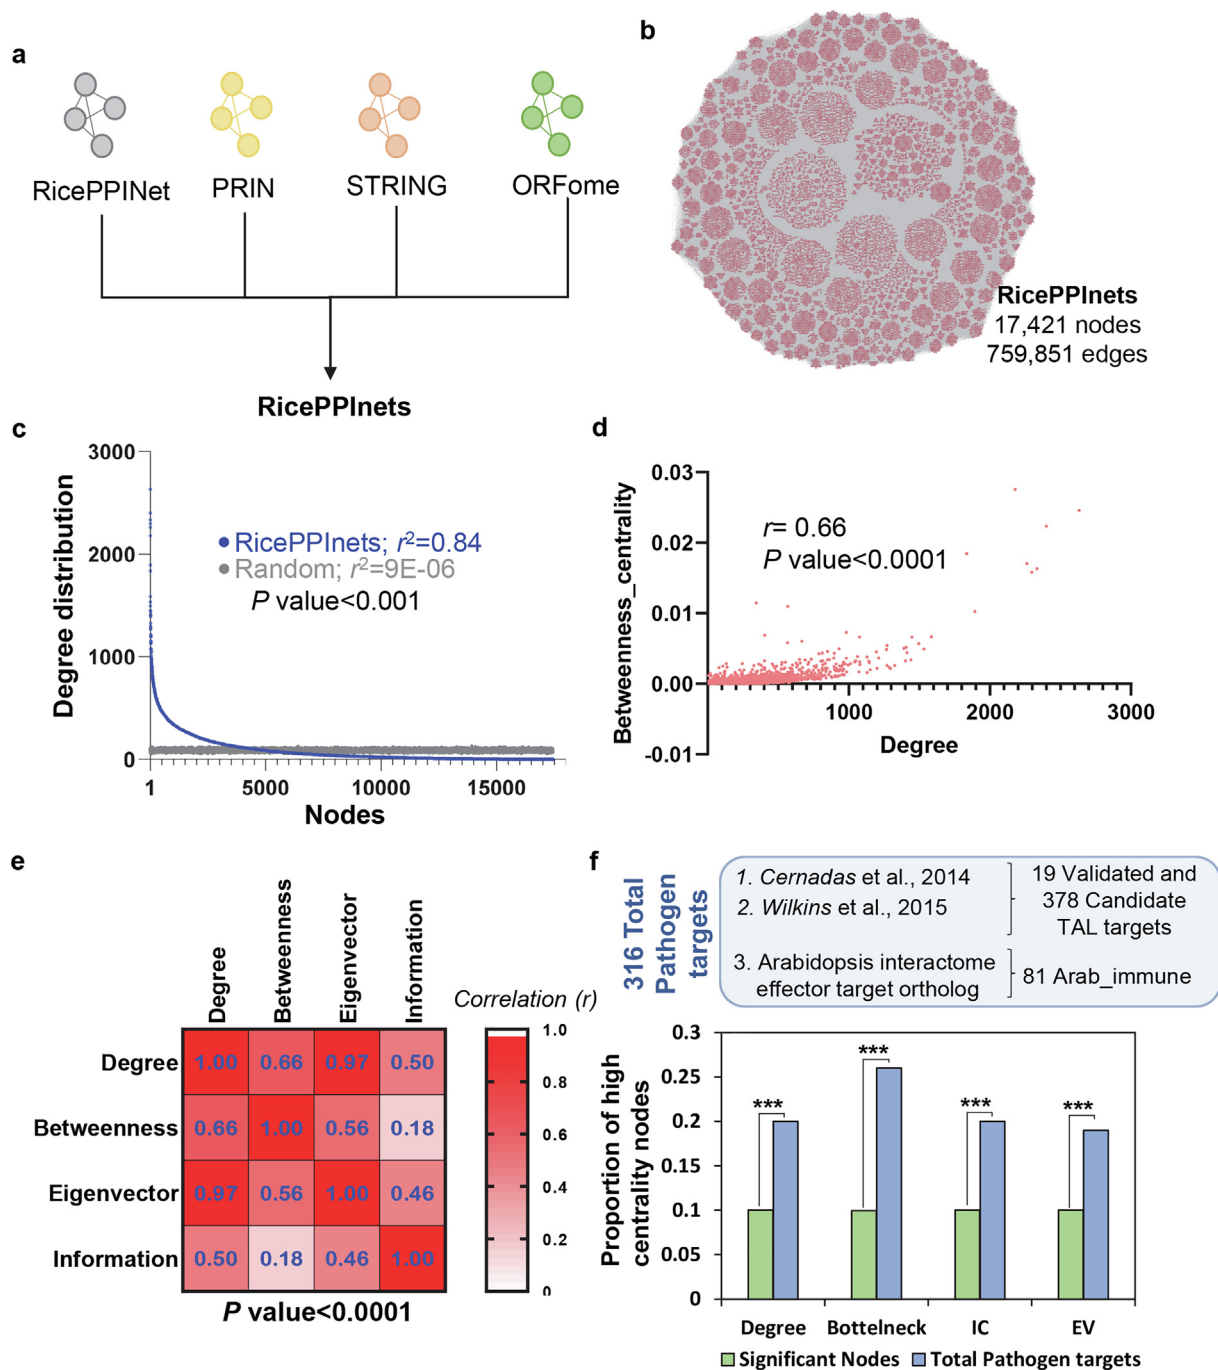 a
RicePPINet
PRIN
STRING
ORFome
RicePPInets
b
RicePPInets
17,421 nodes
759,851 edges
c
Degree distribution
3000
2000
1000
0
RicePPInets; r²=0.84
Random; r²=9E-06
P value<0.001
1
5000
10000
15000
Nodes
d
Betweenness_centrality
0.03
0.02
0.01
0.00
-0.01
r= 0.66
P value<0.0001
1000
2000
3000
Degree
e
Degree
Betweenness
Eigenvector
Information
Correlation (r)
Degree
1.00 0.66 0.97 0.50
Betweenness
0.66 1.00 0.56 0.18
Eigenvector
0.97 0.56 1.00 0.46
Information
0.50 0.18 0.46 1.00
P value<0.0001
1.0
0.8
0.6
0.4
0.2
0
f
316 Total
Pathogen
targets
1. Cernadas et al., 2014
2. Wilkins et al., 2015
19 Validated and
378 Candidate
TAL targets
3. Arabidopsis interactome
effector target ortholog
81 Arab_immune
Proportion of high
centrality nodes
0.3
0.25
0.2
0.15
0.1
0.05
0
***
***
***
***
Degree
Bottelneck
IC
EV
Significant Nodes
Total Pathogen targets